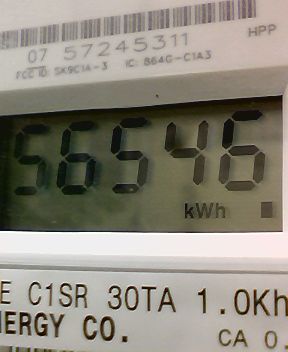 HPP
07 57245311
FCC ID: SK9C1A-3 IC: 864G-C1A3
56546
kWh
E C1SR 30TA 1.0Kh
NERGY CO.
CA 0.